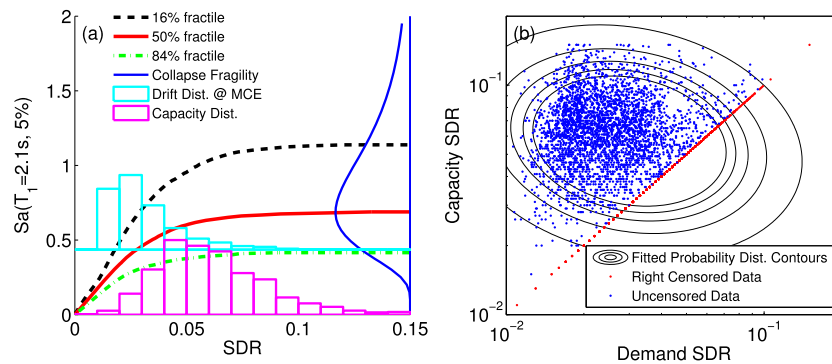 (a)
16% fractile
50% fractile
84% fractile
Collapse Fragility
Drift Dist. @ MCE
Capacity Dist.
2
1.5
1
0.5
0
Sa(T1=2.1s, 5%)
0.05
0.1
0.15
SDR
(b)
10^-1
10^-2
Capacity SDR
Fitted Probability Dist. Contours
Right Censored Data
Uncensored Data
10^-2
10^-1
Demand SDR